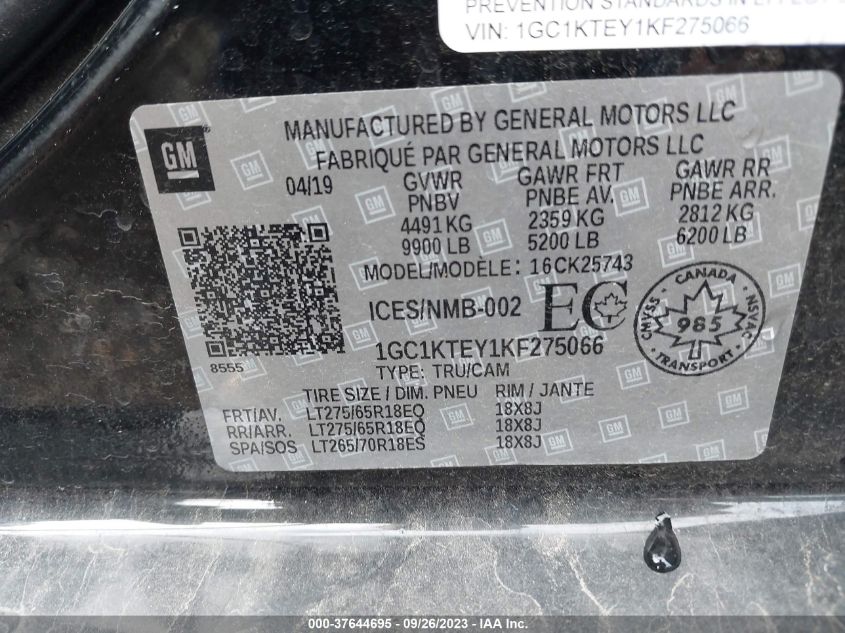 PREVENTION STANDARDS IN EFFECT
VIN: 1GC1KTEY1KF275066
GM
MANUFACTURED BY GENERAL MOTORS LLC
FABRIQUÉ PAR GENERAL MOTORS LLC
04/19 GVWR GAWR FRT GAWR RR
PNBV PNBE AV. PNBE ARR.
4491 KG 2359 KG 2812 KG
9900 LB 5200 LB 6200 LB
MODEL/MODÈLE: 16CK25743
ICES/NMB-002 EC
CANADA
CMVSS 985 NSVAC
TRANSPORT
8555
1GC1KTEY1KF275066
TYPE: TRU/CAM
TIRE SIZE / DIM. PNEU RIM / JANTE
FRT/AV. LT275/65R18EQ 18X8J
RR/ARR. LT275/65R18EQ 18X8J
SPA/SOS LT265/70R18ES 18X8J
000-37644695 - 09/26/2023 - IAA Inc.